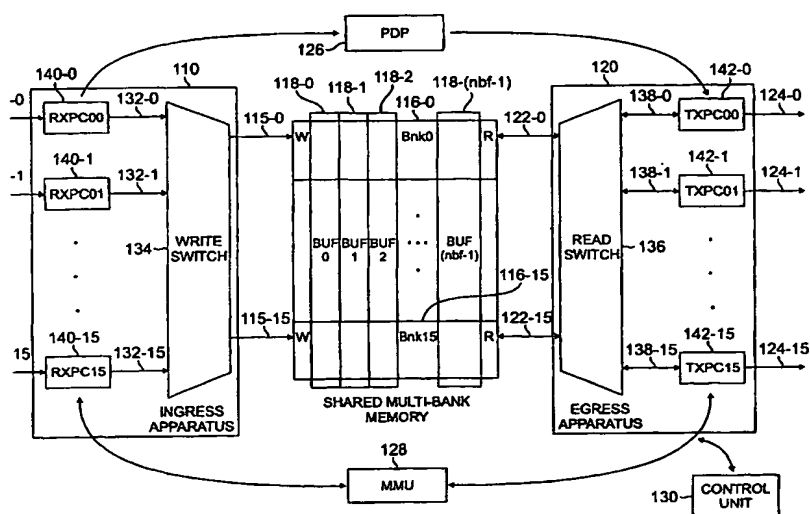 PDP
126
110
140-0
132-0
118-0
118-1
118-2
116-0
118-(nbf-1)
120
142-0
138-0
124-0
-0
RXPC00
115-0
W
Bnk0
R
122-0
TXPC00
140-1
132-1
-1
RXPC01
138-1
142-1
124-1
TXPC01
134
WRITE
SWITCH
BUF
0
BUF
1
BUF
2
BUF
(nbf-1)
READ
SWITCH
136
116-15
140-15
132-15
115-15
15
RXPC15
W
Bnk15
R
122-15
138-15
142-15
124-15
TXPC15
INGRESS
APPARATUS
SHARED MULTI-BANK
MEMORY
EGRESS
APPARATUS
128
MMU
130
CONTROL
UNIT